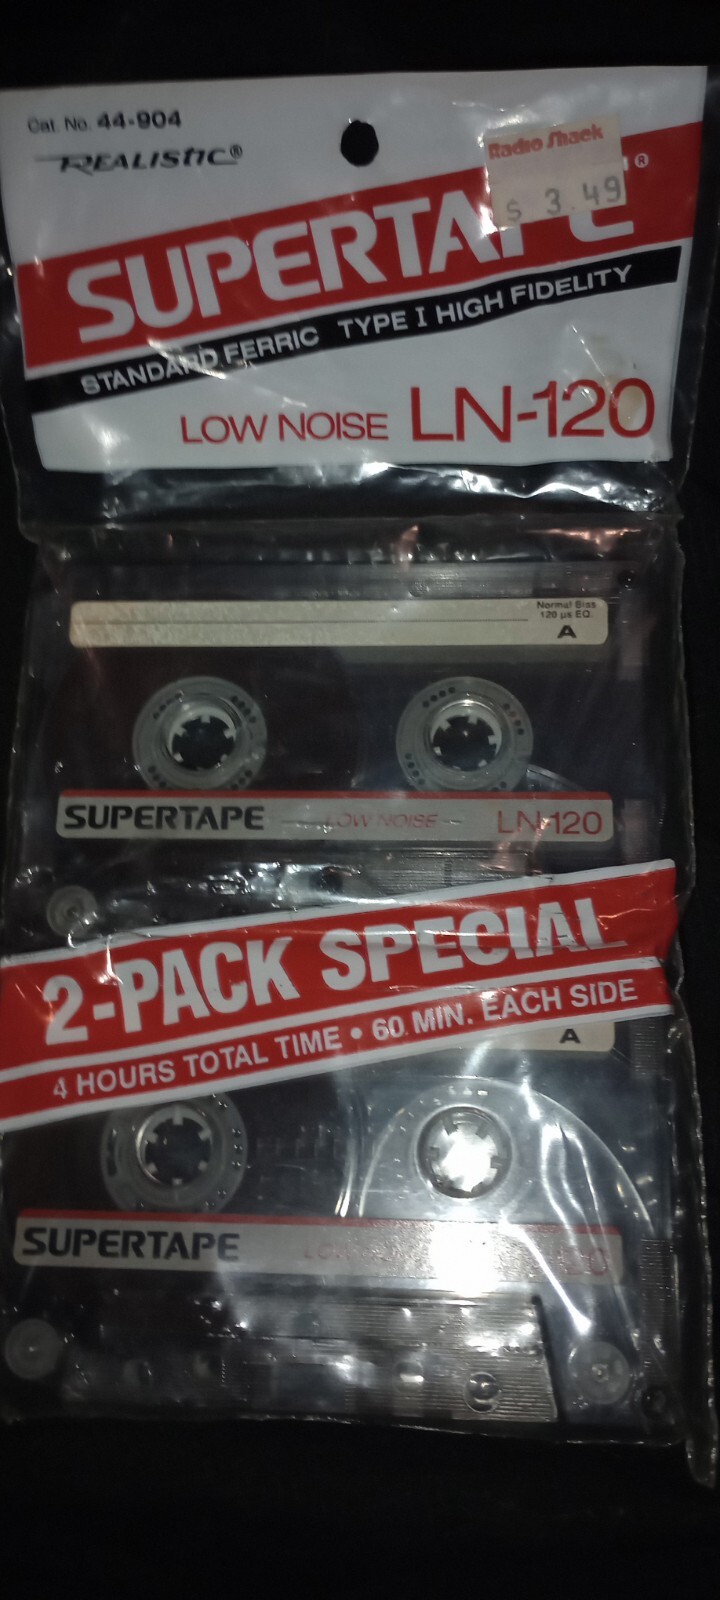 Cat. No. 44-904
REALISTIC®
Radio Shack
$ 3.49
SUPERTAPE®
STANDARD FERRIC TYPE I HIGH FIDELITY
LOW NOISE LN-120
Normal Bias
120 µs EQ.
A
SUPERTAPE LOW NOISE LN-120
2-PACK SPECIAL
4 HOURS TOTAL TIME • 60 MIN. EACH SIDE
A
SUPERTAPE